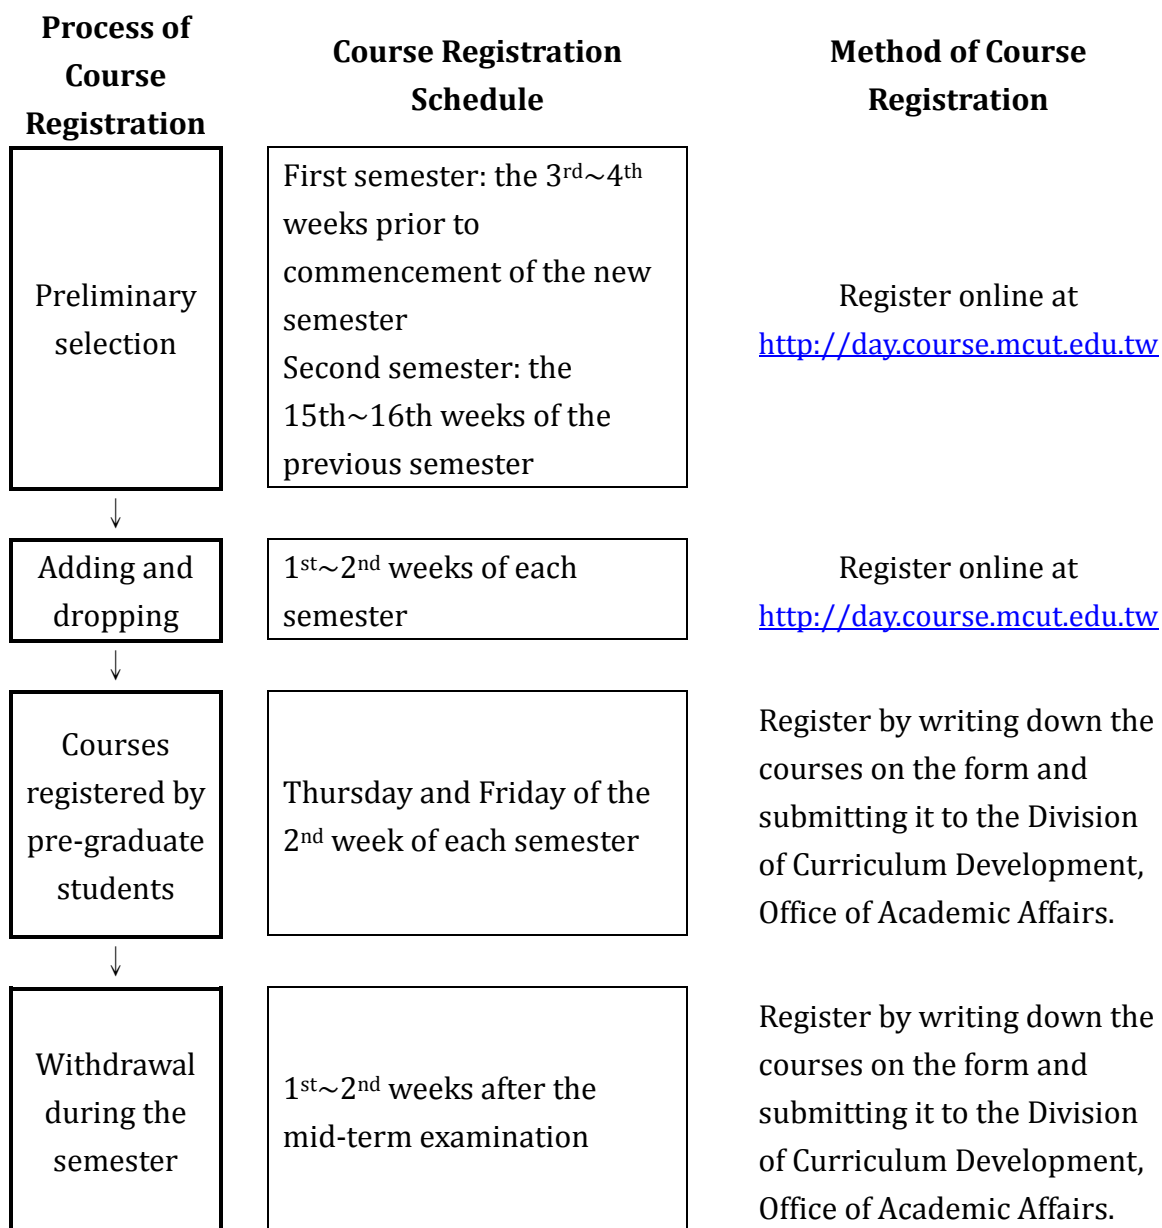 Process of
Course
Registration
Course Registration
Schedule
Method of Course
Registration
Preliminary
selection
First semester: the 3rd~4th
weeks prior to
commencement of the new
semester
Second semester: the
15th~16th weeks of the
previous semester
Register online at
http://day.course.mcut.edu.tw
↓
Adding and
dropping
1st~2nd weeks of each
semester
Register online at
http://day.course.mcut.edu.tw
↓
Courses
registered by
pre-graduate
students
Thursday and Friday of the
2nd week of each semester
Register by writing down the
courses on the form and
submitting it to the Division
of Curriculum Development,
Office of Academic Affairs.
↓
Withdrawal
during the
semester
1st~2nd weeks after the
mid-term examination
Register by writing down the
courses on the form and
submitting it to the Division
of Curriculum Development,
Office of Academic Affairs.